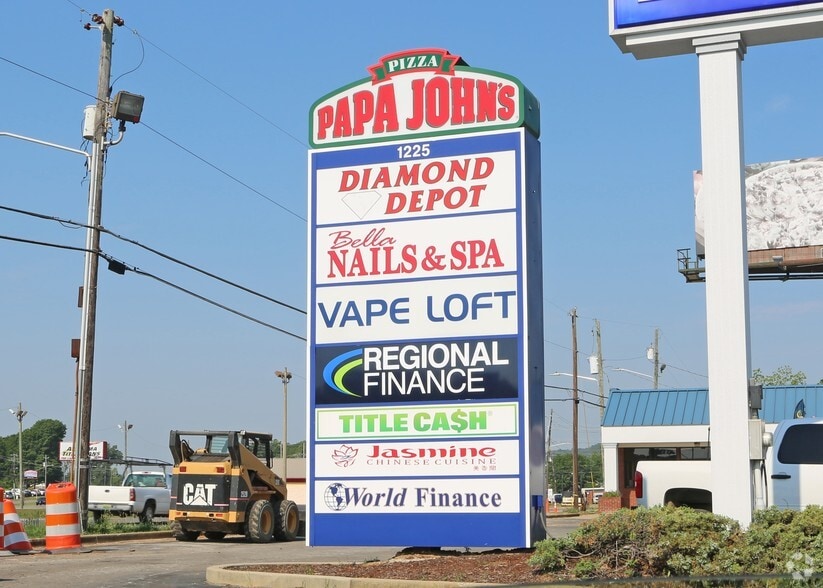 PIZZA
PAPA JOHN'S
1225
DIAMOND
DEPOT
Bella
NAILS & SPA
VAPE LOFT
REGIONAL
FINANCE
TITLE CA$H
Jasmine
CHINESE CUISINE
World Finance
CAT